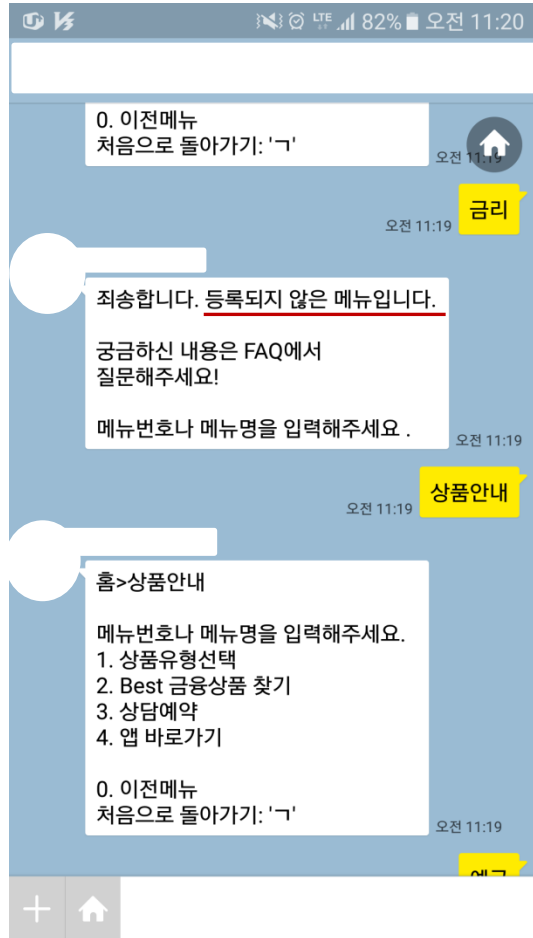 LTE 82% 오전 11:20
0. 이전메뉴
처음으로 돌아가기: 'ㄱ'
오전 11:19
금리
오전 11:19
죄송합니다. 등록되지 않은 메뉴입니다.
궁금하신 내용은 FAQ에서
질문해주세요!
메뉴번호나 메뉴명을 입력해주세요 .
오전 11:19
상품안내
오전 11:19
홈>상품안내
메뉴번호나 메뉴명을 입력해주세요.
1. 상품유형선택
2. Best 금융상품 찾기
3. 상담예약
4. 앱 바로가기
0. 이전메뉴
처음으로 돌아가기: 'ㄱ'
오전 11:19